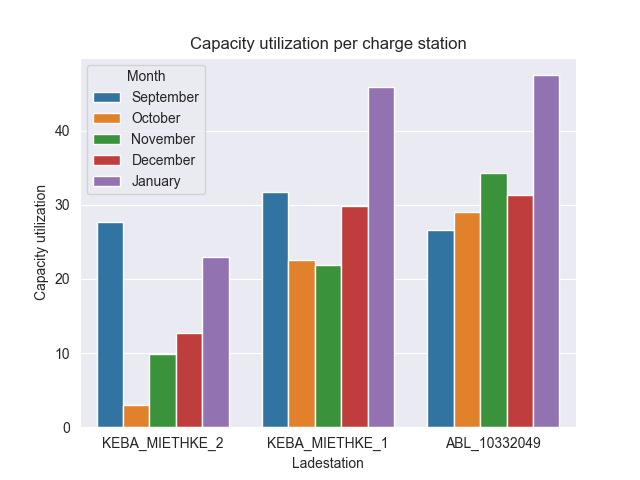 Capacity utilization per charge station
Month
September
October
November
December
January
Capacity utilization
40
30
20
10
0
KEBA_MIETHKE_2 KEBA_MIETHKE_1 ABL_10332049
Ladestation